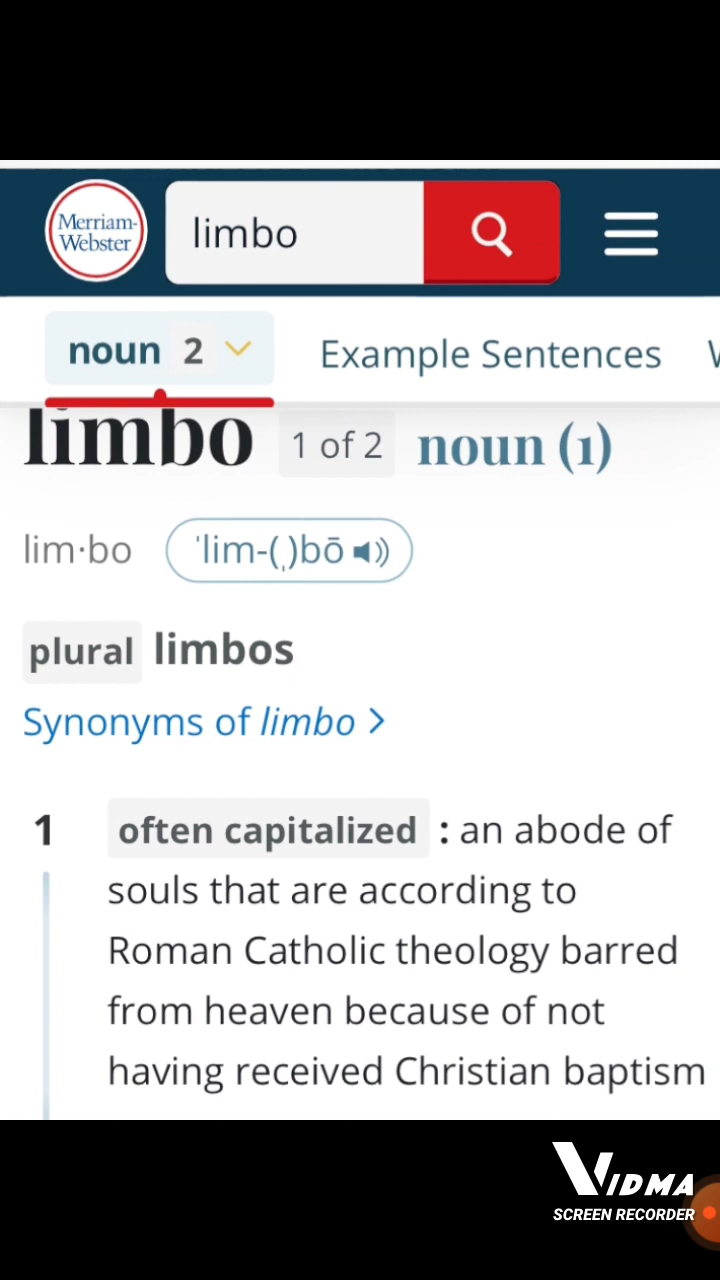 Merriam-
Webster
limbo
noun 2
Example Sentences
limbo 1 of 2 noun (1)
lim·bo ˈlim-(ˌ)bō
plural limbos
Synonyms of limbo
1 often capitalized : an abode of
souls that are according to
Roman Catholic theology barred
from heaven because of not
having received Christian baptism
VIDMA
SCREEN RECORDER